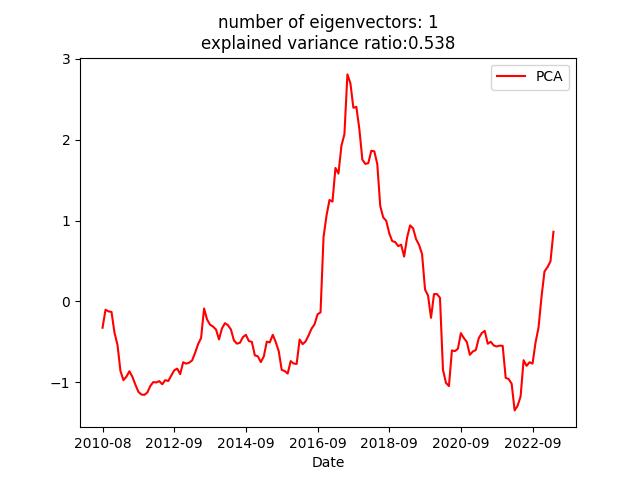 number of eigenvectors: 1
explained variance ratio:0.538
PCA
3
2
1
0
−1
2010-08 2012-09 2014-09 2016-09 2018-09 2020-09 2022-09
Date